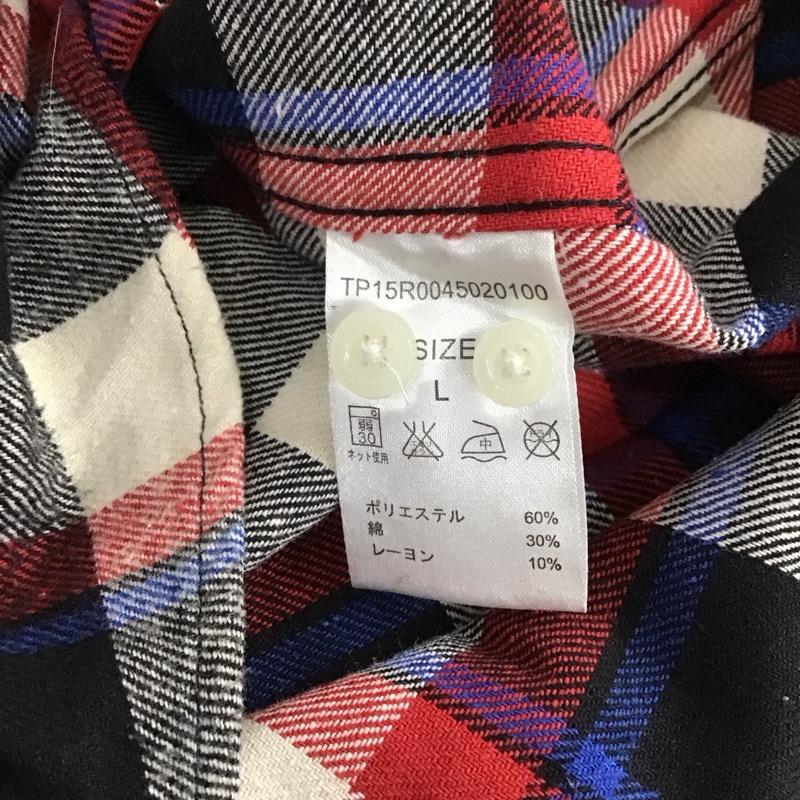 TP15R0045020100
SIZE
L
弱
30
中
ネット使用
ポリエステル 60%
綿 30%
レーヨン 10%